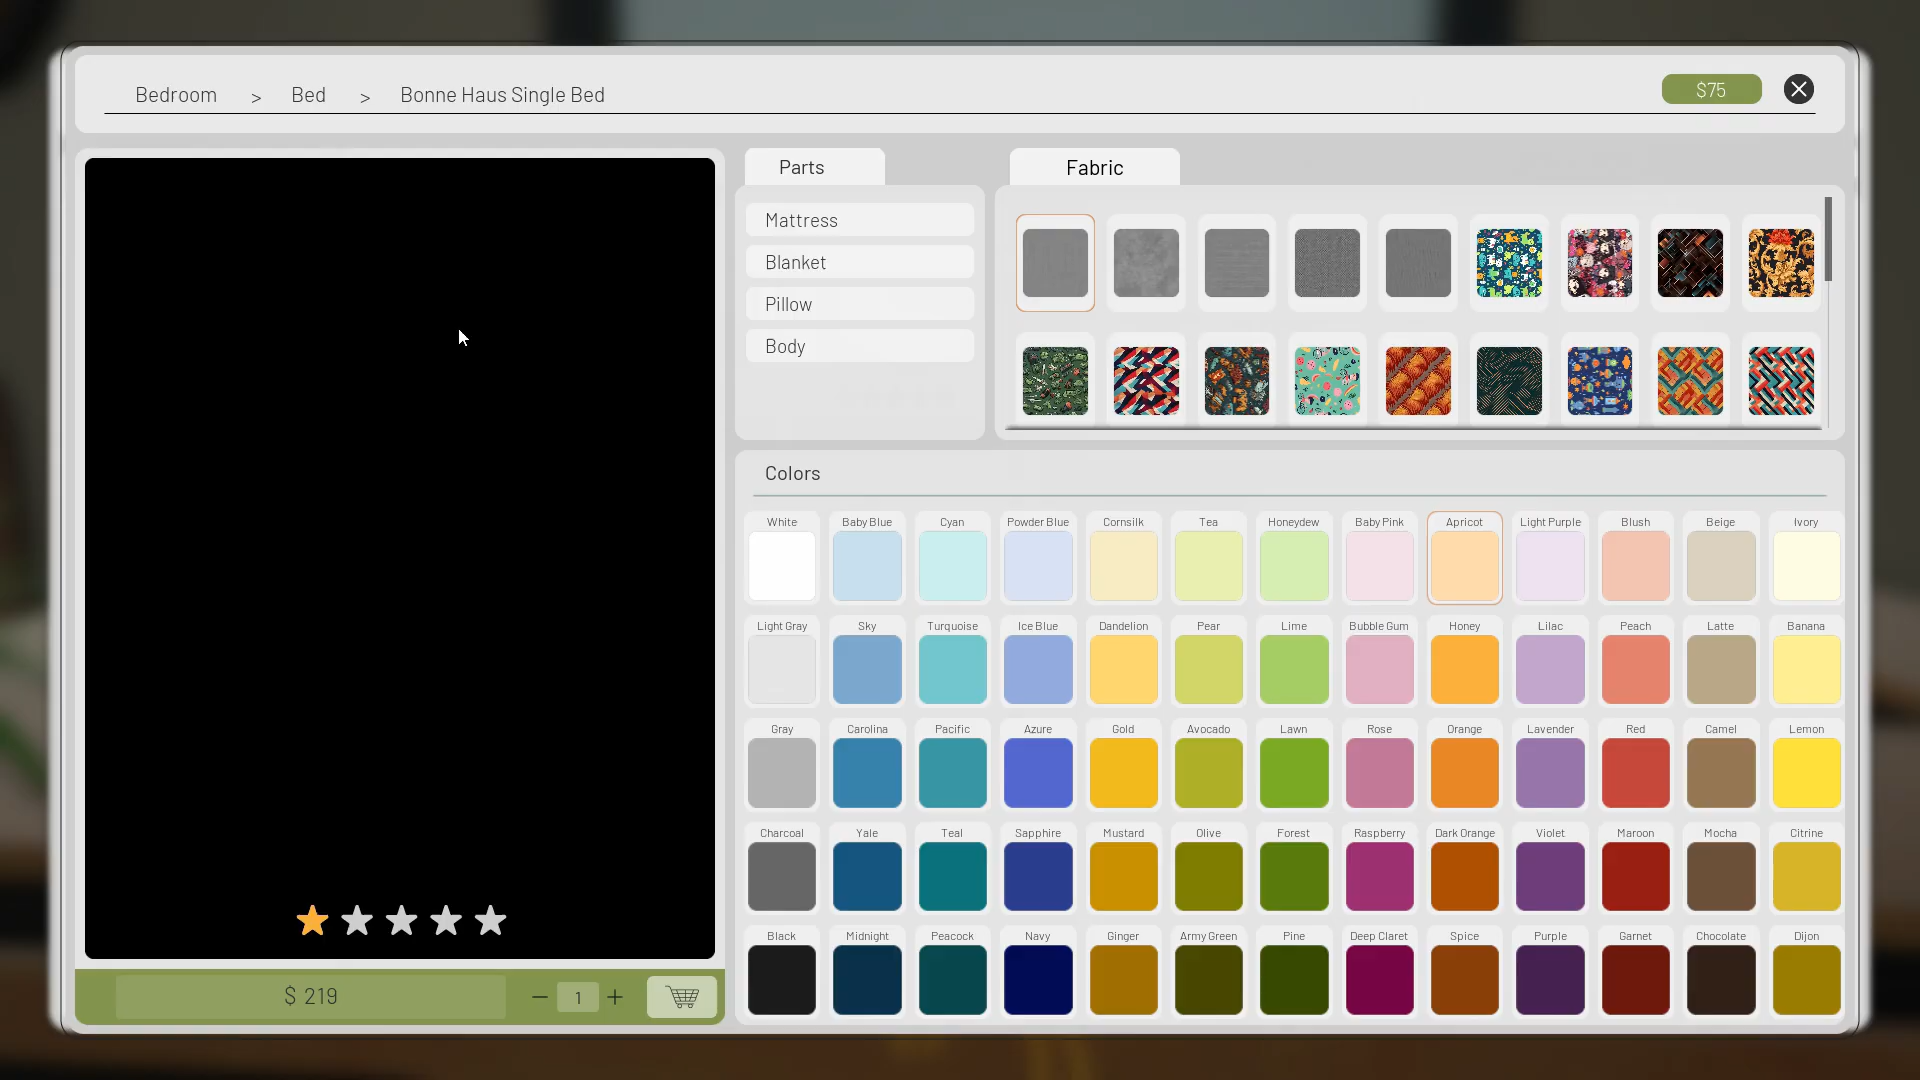 Bedroom > Bed > Bonne Haus Single Bed
$75
Parts
Fabric
Mattress
Blanket
Pillow
Body
Colors
White Baby Blue Cyan Powder Blue Cornsilk Tea Honeydew Baby Pink Apricot Light Purple Blush Beige Ivory
Light Gray Sky Turquoise Ice Blue Dandelion Pear Lime Bubble Gum Honey Lilac Peach Latte Banana
Gray Carolina Pacific Azure Gold Avocado Lawn Rose Orange Lavender Red Camel Lemon
Charcoal Yale Teal Sapphire Mustard Olive Forest Raspberry Dark Orange Violet Maroon Mocha Citrine
Black Midnight Peacock Navy Ginger Army Green Pine Deep Claret Spice Purple Garnet Chocolate Dijon
$ 219
− 1 +